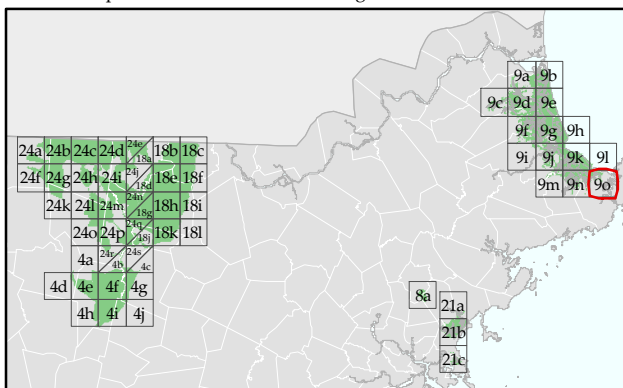 9a 9b
9c 9d 9e
9f 9g 9h
24a 24b 24c 24d 24e 18a 18b 18c 9i 9j 9k 9l
24f 24g 24h 24i 24j 18d 18e 18f 9m 9n 9o
24k 24l 24m 24n 18g 18h 18i
24o 24p 24q 18j 18k 18l
4a 24r 4b 24s 4c
4d 4e 4f 4g 8a 21a
4h 4i 4j 21b
21c